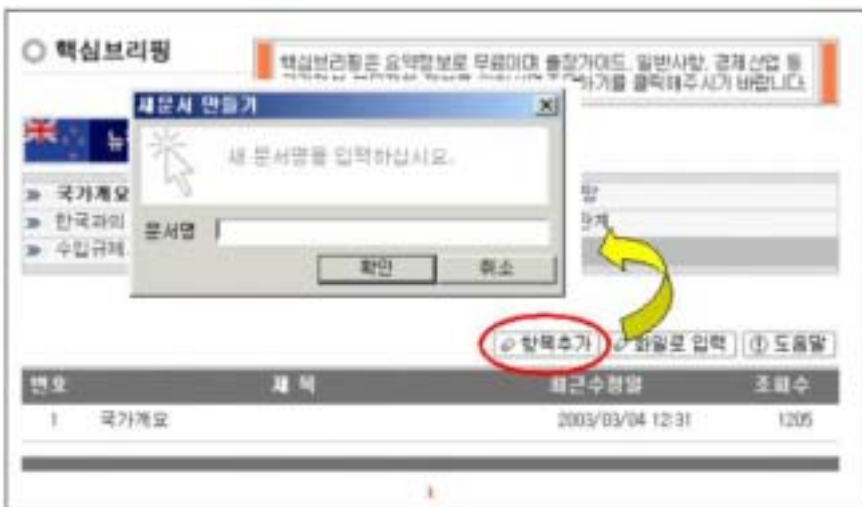 핵심브리핑
핵심브리핑은 요약정보로 무료이며 출장가이드, 일반사항, 경제산업 등
하기를 클릭해주시기 바랍니다.
새문서 만들기
새 문서명을 입력하십시요.
문서명
확인 취소
뉴
국가개요
한국과의
수입규제
항목추가 화일로 입력 도움말
번호 제 목 최근수정일 조회수
1 국가개요 2003/03/04 12:31 1205
1